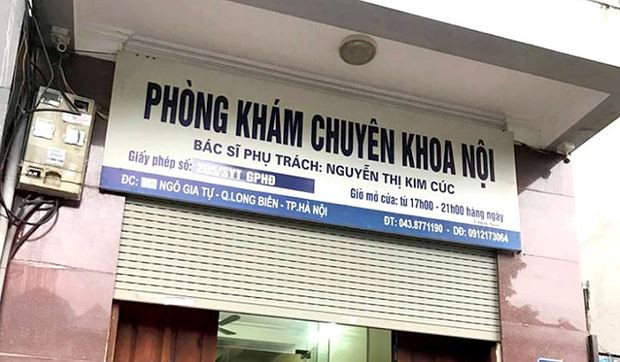 PHÒNG KHÁM CHUYÊN KHOA NỘI
BÁC SĨ PHỤ TRÁCH: NGUYỄN THỊ KIM CÚC
Giấy phép số: 205/SYT GPHĐ
Giờ mở cửa: từ 17h00 - 21h00 hàng ngày
ĐC: NGÔ GIA TỰ - Q.LONG BIÊN - TP.HÀ NỘI
ĐT: 043.8771190 - DĐ: 0912173064